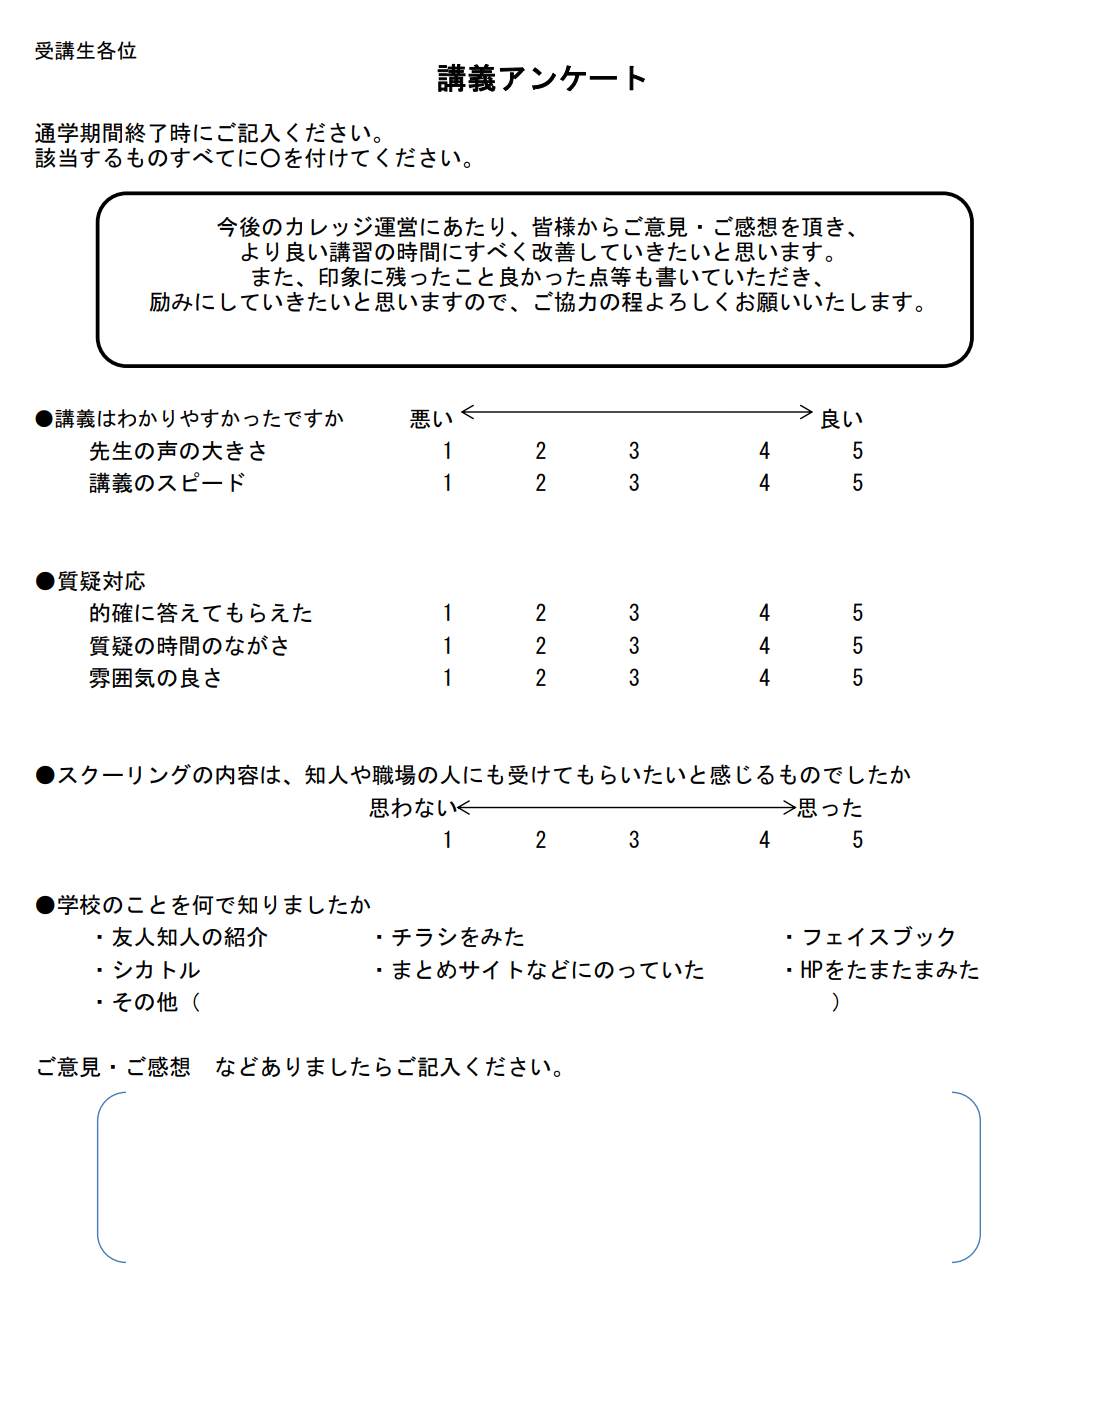 受講生各位
講義アンケート
通学期間終了時にご記入ください。
該当するものすべてに〇を付けてください。
今後のカレッジ運営にあたり、皆様からご意見・ご感想を頂き、
より良い講習の時間にすべく改善していきたいと思います。
また、印象に残ったこと良かった点等も書いていただき、
励みにしていきたいと思いますので、ご協力の程よろしくお願いいたします。
●講義はわかりやすかったですか 悪い 良い
先生の声の大きさ 1 2 3 4 5
講義のスピード 1 2 3 4 5
●質疑対応
的確に答えてもらえた 1 2 3 4 5
質疑の時間のながさ 1 2 3 4 5
雰囲気の良さ 1 2 3 4 5
●スクーリングの内容は、知人や職場の人にも受けてもらいたいと感じるものでしたか
思わない 思った
1 2 3 4 5
●学校のことを何で知りましたか
・友人知人の紹介 ・チラシをみた ・フェイスブック
・シカトル ・まとめサイトなどにのっていた ・HPをたまたまみた
・その他（ ）
ご意見・ご感想　などありましたらご記入ください。